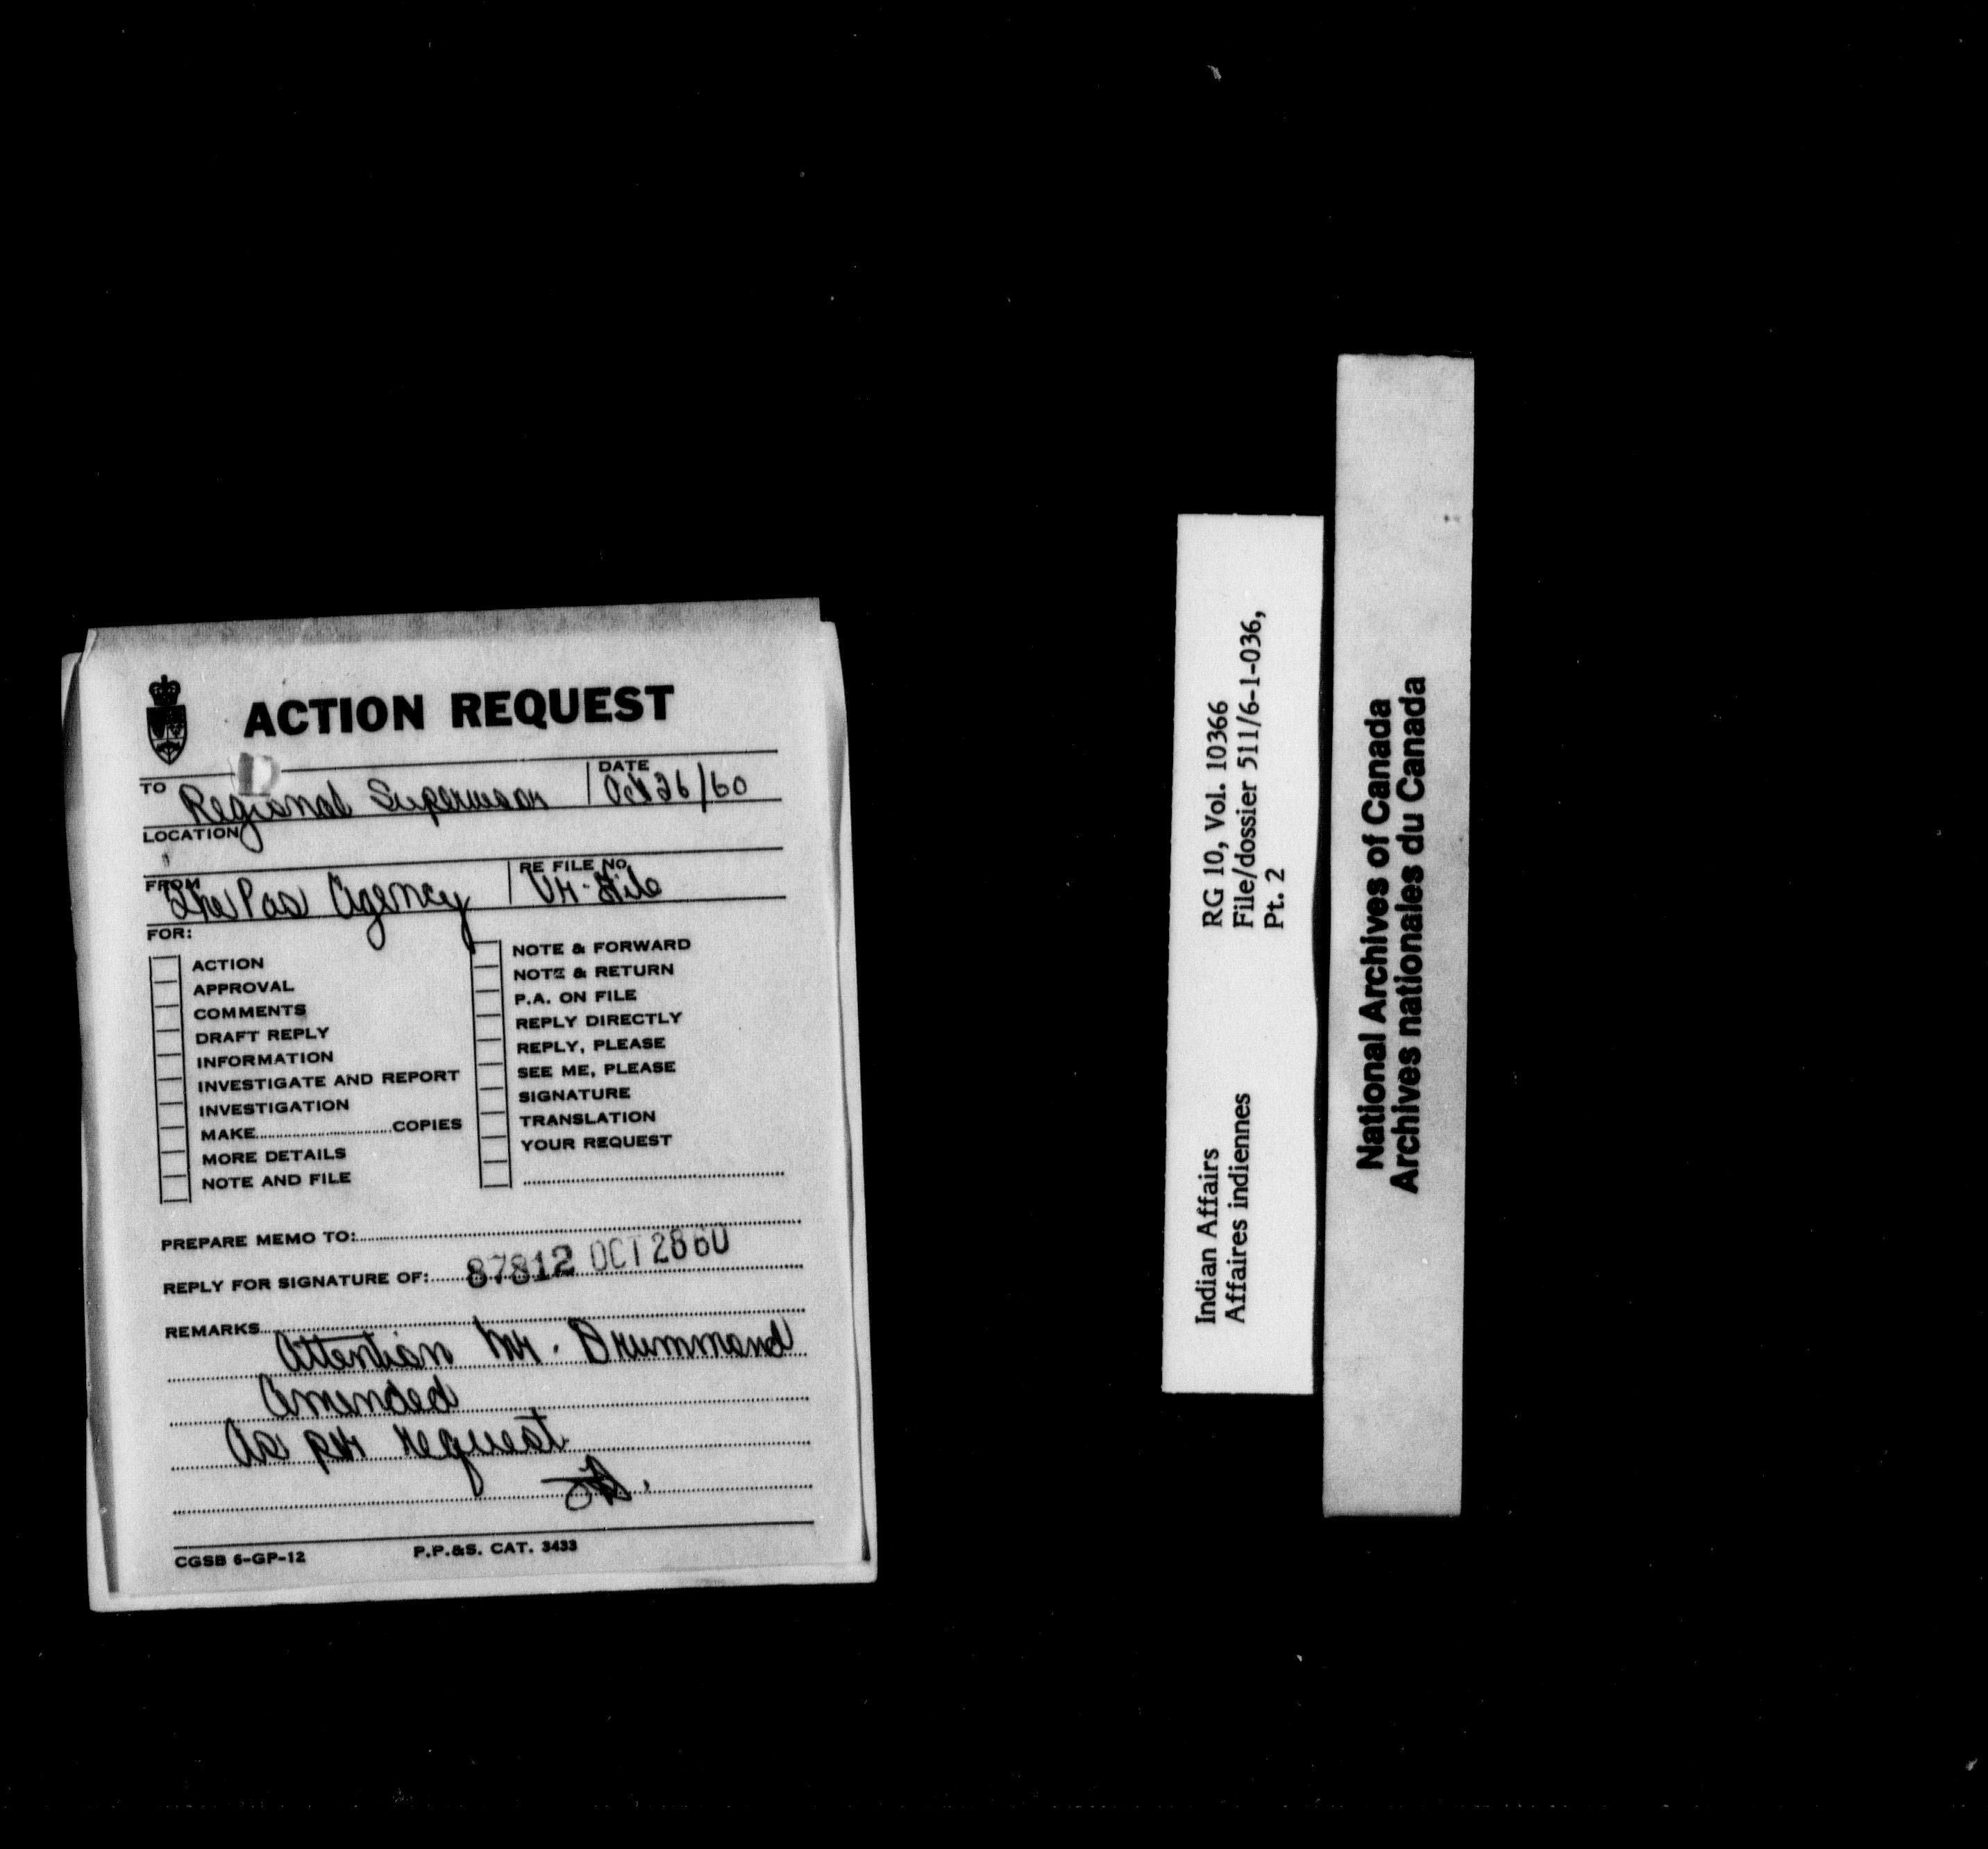 ACTION REQUEST
TO Regional Supervisor DATE Oct 26/60
LOCATION
FROM The Pas Agency RE FILE NO. Ur. File
FOR:
ACTION
APPROVAL
COMMENTS
DRAFT REPLY
INFORMATION
INVESTIGATE AND REPORT
INVESTIGATION
MAKE COPIES
MORE DETAILS
NOTE AND FILE
NOTE & FORWARD
NOTE & RETURN
P.A. ON FILE
REPLY DIRECTLY
REPLY, PLEASE
SEE ME, PLEASE
SIGNATURE
TRANSLATION
YOUR REQUEST
PREPARE MEMO TO:
REPLY FOR SIGNATURE OF: 87812 OCT 28 60
REMARKS
Attention Mr. Drummond
Amended
As per request
CGSB 6-GP-12 P.P.&S. CAT. 3433
Indian Affairs RG 10, Vol. 10366
Affaires indiennes File/dossier 511/6-1-036,
Pt. 2
National Archives of Canada
Archives nationales du Canada